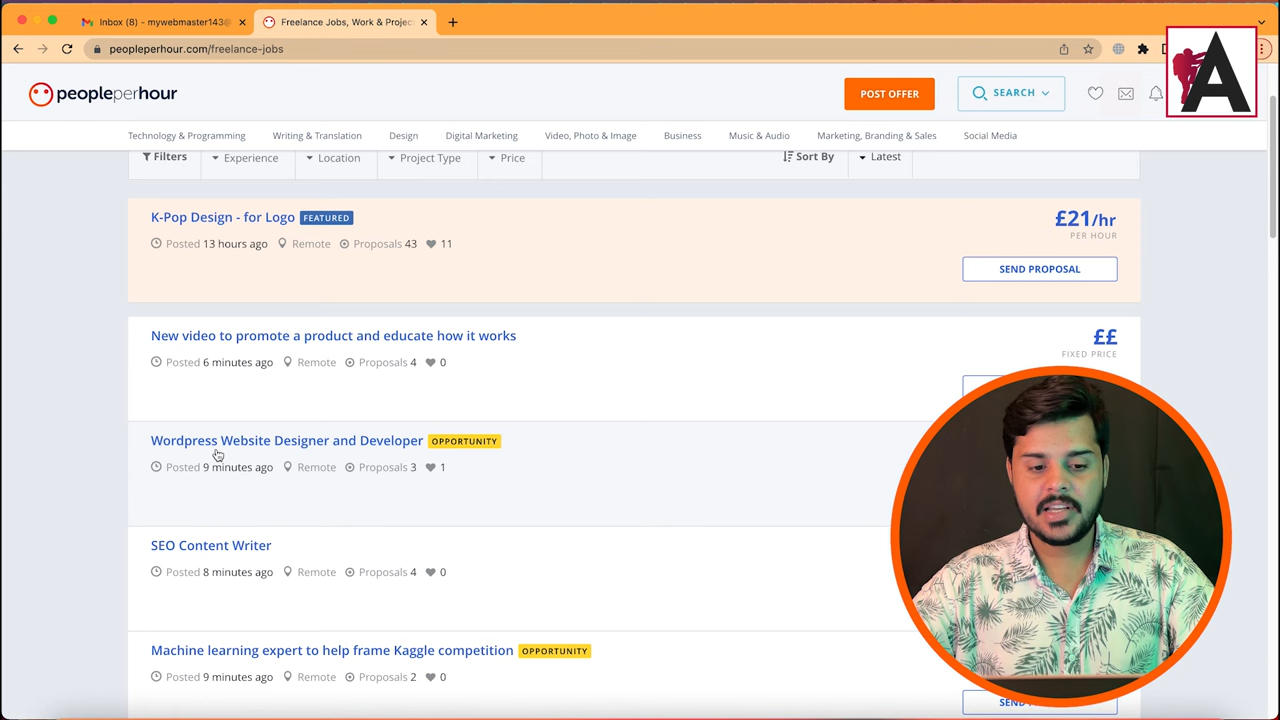 Inbox (8) - mywebmaster143@
Freelance Jobs, Work & Projec
peopleperhour.com/freelance-jobs
A
peopleperhour
POST OFFER
SEARCH
Technology & Programming
Writing & Translation
Design
Digital Marketing
Video, Photo & Image
Business
Music & Audio
Marketing, Branding & Sales
Social Media
Filters
Experience
Location
Project Type
Price
Sort By
Latest
K-Pop Design - for Logo FEATURED
£21/hr
PER HOUR
Posted 13 hours ago Remote Proposals 43 11
SEND PROPOSAL
New video to promote a product and educate how it works
££
FIXED PRICE
Posted 6 minutes ago Remote Proposals 4 0
Wordpress Website Designer and Developer OPPORTUNITY
Posted 9 minutes ago Remote Proposals 3 1
SEO Content Writer
Posted 8 minutes ago Remote Proposals 4 0
Machine learning expert to help frame Kaggle competition OPPORTUNITY
Posted 9 minutes ago Remote Proposals 2 0